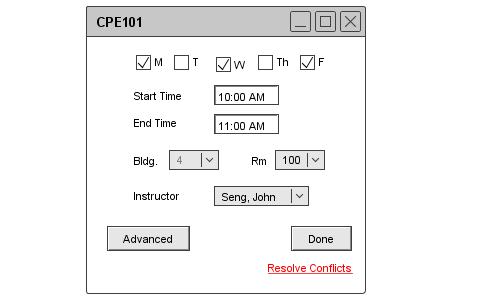 CPE101
M T W Th F
Start Time 10:00 AM
End Time 11:00 AM
Bldg. 4 Rm 100
Instructor Seng, John
Advanced Done
Resolve Conflicts